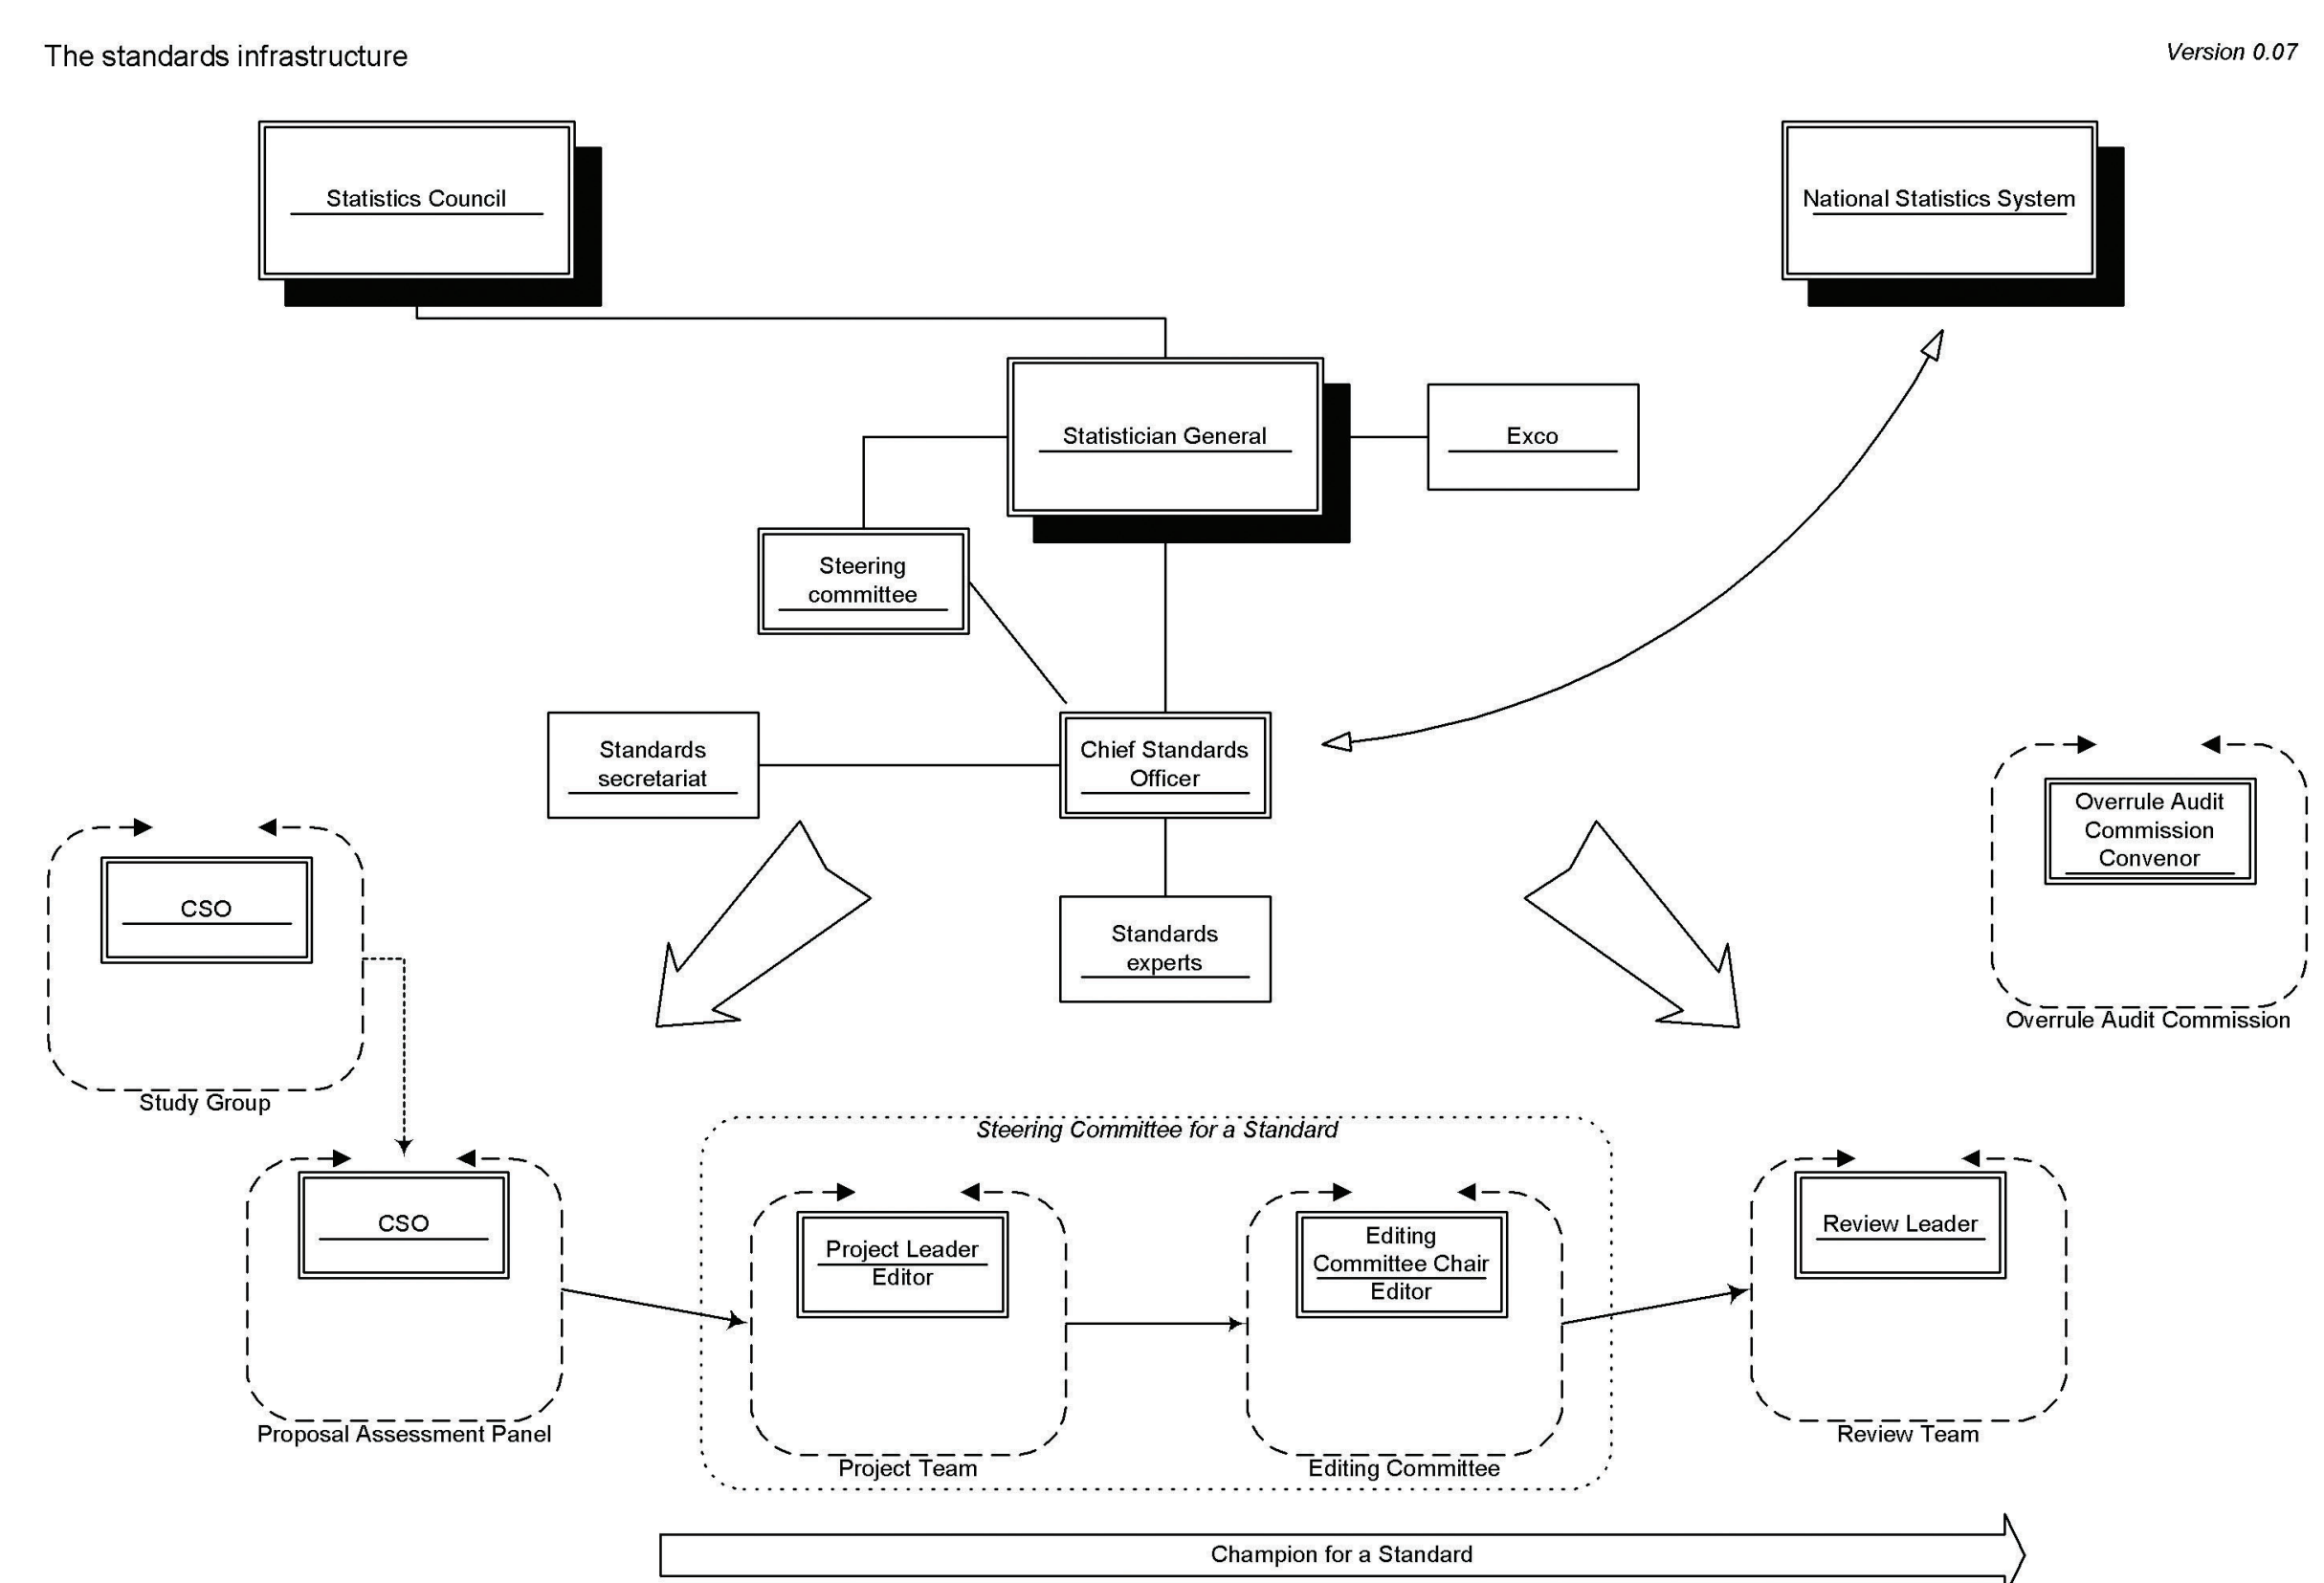 The standards infrastructure
Version 0.07
Statistics Council
National Statistics System
Statistician General
Exco
Steering
committee
Standards
secretariat
Chief Standards
Officer
Overrule Audit
Commission
Convenor
CSO
Standards
experts
Overrule Audit Commission
Study Group
Steering Committee for a Standard
CSO
Project Leader
Editor
Editing
Committee Chair
Editor
Review Leader
Proposal Assessment Panel
Project Team
Editing Committee
Review Team
Champion for a Standard